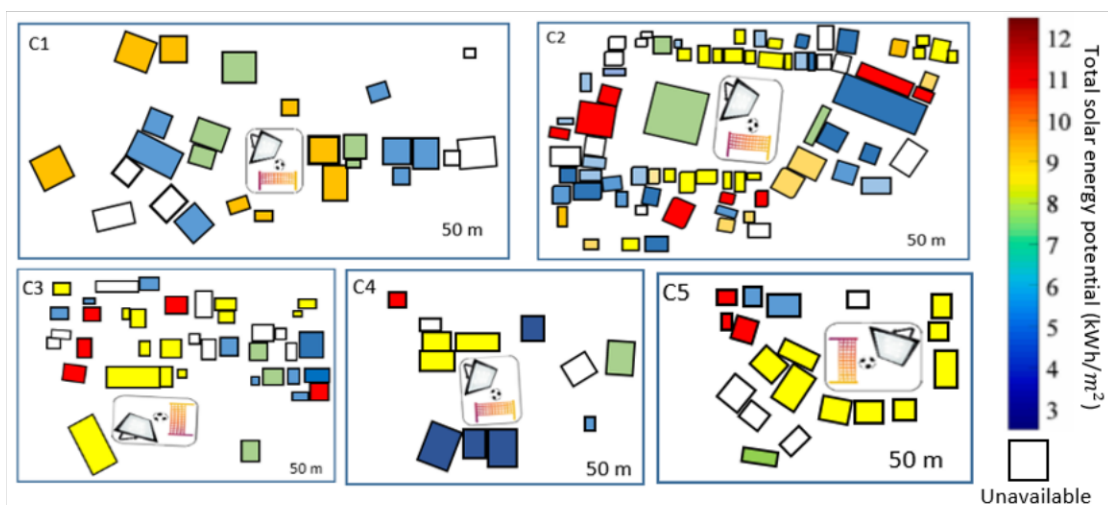 C1
50 m
C2
50 m
C3
50 m
C4
50 m
C5
50 m
12
11
10
9
8
7
6
5
4
3
Total solar energy potential (kWh/m²)
Unavailable